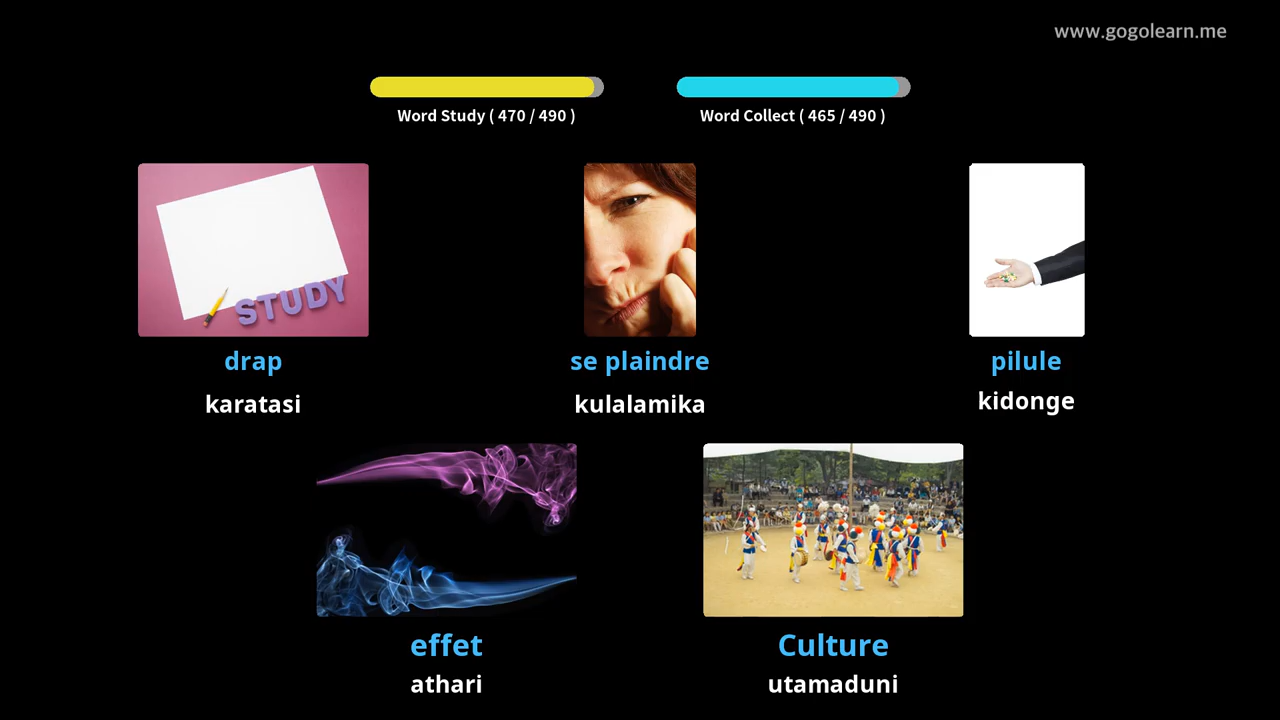 www.gogolearn.me
Word Study ( 470 / 490 )
Word Collect ( 465 / 490 )
STUDY
drap
karatasi
se plaindre
kulalamika
pilule
kidonge
effet
athari
Culture
utamaduni